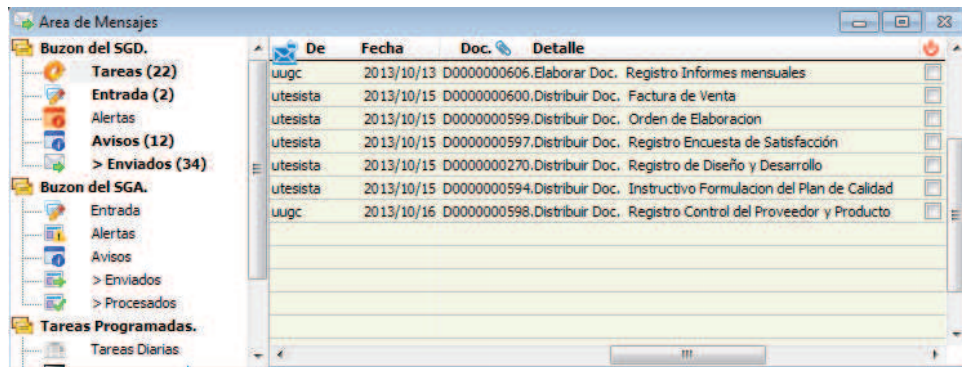 Area de Mensajes
Buzon del SGD.
Tareas (22)
Entrada (2)
Alertas
Avisos (12)
> Enviados (34)
Buzon del SGA.
Entrada
Alertas
Avisos
> Enviados
> Procesados
Tareas Programadas.
Tareas Diarias
De Fecha Doc. Detalle
uugc 2013/10/13 D0000000606.Elaborar Doc. Registro Informes mensuales
utesista 2013/10/15 D0000000600.Distribuir Doc. Factura de Venta
utesista 2013/10/15 D0000000599.Distribuir Doc. Orden de Elaboracion
utesista 2013/10/15 D0000000597.Distribuir Doc. Registro Encuesta de Satisfacción
utesista 2013/10/15 D0000000270.Distribuir Doc. Registro de Diseño y Desarrollo
utesista 2013/10/15 D0000000594.Distribuir Doc. Instructivo Formulacion del Plan de Calidad
uugc 2013/10/16 D0000000598.Distribuir Doc. Registro Control del Proveedor y Producto